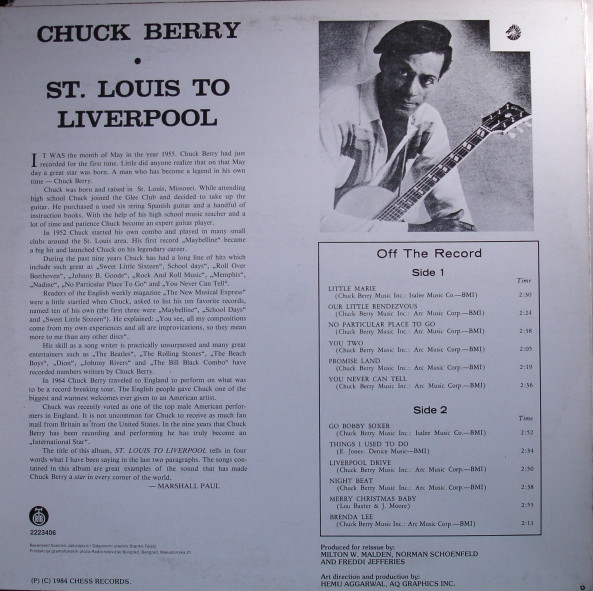 CHUCK BERRY
•
ST. LOUIS TO
LIVERPOOL
IT WAS the month of May in the year 1955. Chuck Berry had just
recorded for the first time. Little did anyone realize that on that May
day a great star was born. A man who has become a legend in his own
time — Chuck Berry.
Chuck was born and raised in St. Louis, Missouri. While attending
high school Chuck joined the Glee Club and decided to take up the
guitar. He purchased a used six string Spanish guitar and a handful of
instruction books. With the help of his high school music teacher and a
lot of time and patience Chuck become an expert guitar player.
In 1952 Chuck started his own combo and played in many small
clubs around the St. Louis area. His first record „Maybelline" became
a big hit and launched Chuck on his legendary career.
During the past nine years Chuck has had a long line of hits which
include such great as „Sweet Little Sixteen", School days", „Roll Over
Beethoven", „Johnny B. Goode", „Rock And Roll Music", „Memphis",
„Nadine", „No Particular Place To Go" and „You Never Can Tell".
Readers of the English weekly magazine „The New Musical Express"
were a little startled when Chuck, asked to list his ten favorite records,
named ten of his own (the first three were „Maybelline", „School Days"
and „Sweet Little Sixteen"). He explained: „You see, all my compositions
come from my own experiences and all are improvisations, so they mean
more to me than any other discs".
His skill as a song writer is practically unsurpassed and many great
entertainers such as „The Beatles", „The Rolling Stones", „The Beach
Boys", „Dion", „Johnny Rivers" and „The Bill Black Combo" have
recorded numbers written by Chuck Berry.
In 1964 Chuck Berry traveled to England to perform on what was
to be a record breaking tour. The English people gave Chuck one of the
biggest and warmest welcomes ever given to an American artist.
Chuck was recently voted as one of the top male American perfor-
mers in England. It is not uncommon for Chuck to receive as much fan
mail from Britain as from the United States. In the nine years that Chuck
Berry has been recording and performing he has truly become an
„International Star".
The title of this album, ST. LOUIS TO LIVERPOOL tells in four
words what I have been saying in the last two paragraphs. The songs con-
tained in this album are great examples of the sound that has made
Chuck Berry a star in every corner of the world.
— MARSHALL PAUL
RTB
2223406
(P) (C) 1984 CHESS RECORDS.
Off The Record
Side 1
Time
LITTLE MARIE
(Chuck Berry Music Inc.: Isalee Music Co.—BMI) 2:30
OUR LITTLE RENDEZVOUS
(Chuck Berry Music Inc.: Arc Music Corp.—BMI) 2:24
NO PARTICULAR PLACE TO GO
(Chuck Berry Music Inc.: Arc Music Corp.—BMI) 2:38
YOU TWO
(Chuck Berry Music Inc.: Arc Music Corp.—BMI) 2:05
PROMISE LAND
(Chuck Berry Music Inc.: Arc Music Corp.—BMI) 2:19
YOU NEVER CAN TELL
(Chuck Berry Music Inc.: Arc Music Corp.—BMI) 2:36
Side 2
Time
GO BOBBY SOXER
(Chuck Berry Music Inc.: Isalee Music Co.—BMI) 2:52
THINGS I USED TO DO
(E. Jones: Denice Music—BMI) 2:34
LIVERPOOL DRIVE
(Chuck Berry Music Inc.: Arc Music Corp.—BMI) 2:50
NIGHT BEAT
(Chuck Berry Music Inc.: Arc Music Corp.—BMI) 2:38
MERRY CHRISTMAS BABY
(Lou Baxter & J. Moore) 2:35
BRENDA LEE
(Chuck Berry Music Inc.: Arc Music Corp.—BMI) 2:11
Produced for reissue by:
MILTON W. MALDEN, NORMAN SCHOENFELD
AND FREDDI JEFFERIES
Art direction and production by:
HEMU AGGARWAL, AQ GRAPHICS INC.